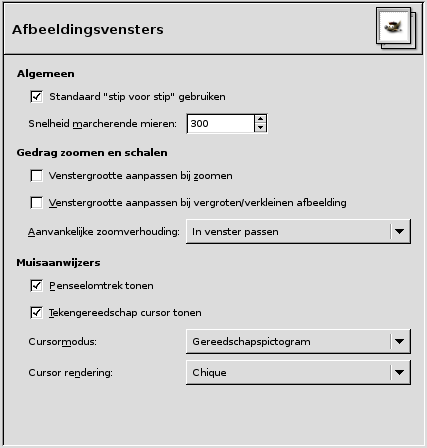 Afbeeldingsvensters
Algemeen
Standaard "stip voor stip" gebruiken
Snelheid marcherende mieren: 300
Gedrag zoomen en schalen
Venstergrootte aanpassen bij zoomen
Venstergrootte aanpassen bij vergroten/verkleinen afbeelding
Aanvankelijke zoomverhouding: In venster passen
Muisaanwijzers
Penseelomtrek tonen
Tekengereedschap cursor tonen
Cursormodus: Gereedschapspictogram
Cursor rendering: Chique